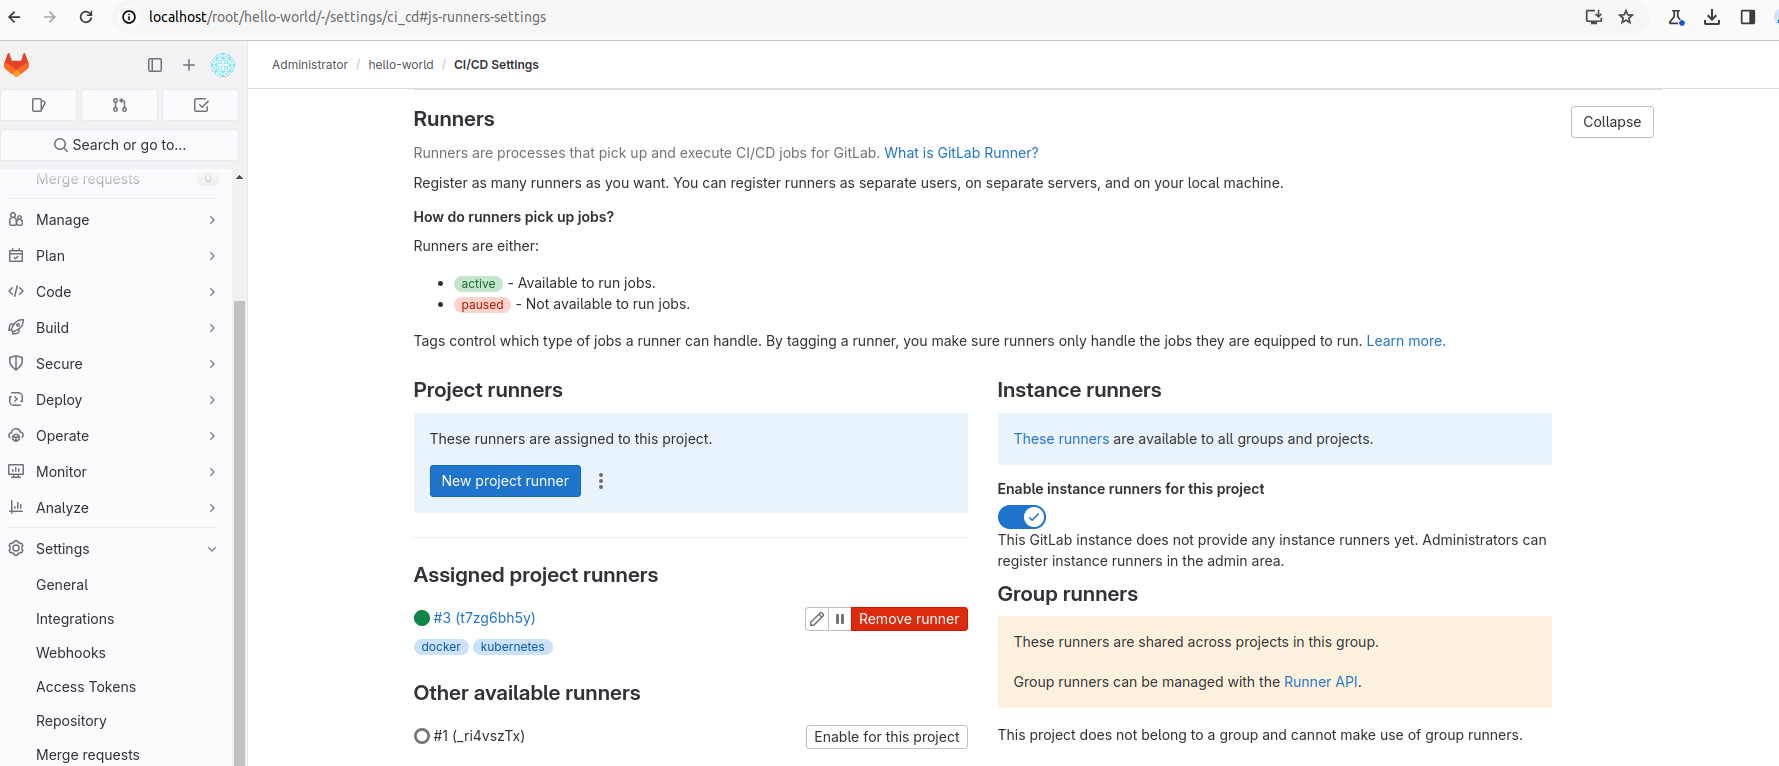 localhost/root/hello-world/-/settings/ci_cd#js-runners-settings
Administrator / hello-world / CI/CD Settings
Search or go to...
Merge requests 0
Manage
Plan
Code
Build
Secure
Deploy
Operate
Monitor
Analyze
Settings
General
Integrations
Webhooks
Access Tokens
Repository
Merge requests
Runners
Collapse
Runners are processes that pick up and execute CI/CD jobs for GitLab. What is GitLab Runner?
Register as many runners as you want. You can register runners as separate users, on separate servers, and on your local machine.
How do runners pick up jobs?
Runners are either:
• active - Available to run jobs.
• paused - Not available to run jobs.
Tags control which type of jobs a runner can handle. By tagging a runner, you make sure runners only handle the jobs they are equipped to run. Learn more.
Project runners
These runners are assigned to this project.
New project runner
Assigned project runners
#3 (t7zg6bh5y)
Remove runner
docker kubernetes
Other available runners
#1 (_ri4vszTx)
Enable for this project
Instance runners
These runners are available to all groups and projects.
Enable instance runners for this project
This GitLab instance does not provide any instance runners yet. Administrators can
register instance runners in the admin area.
Group runners
These runners are shared across projects in this group.
Group runners can be managed with the Runner API.
This project does not belong to a group and cannot make use of group runners.